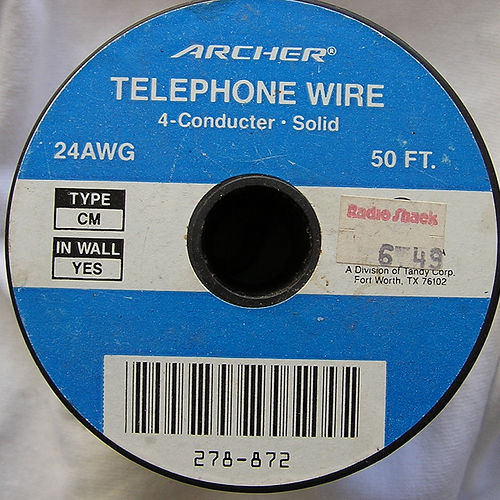 ARCHER®
TELEPHONE WIRE
4-Conducter · Solid
24AWG
50 FT.
TYPE
CM
IN WALL
YES
Radio Shack
6 49
A Division of Tandy Corp.
Fort Worth, TX 76102
278-872